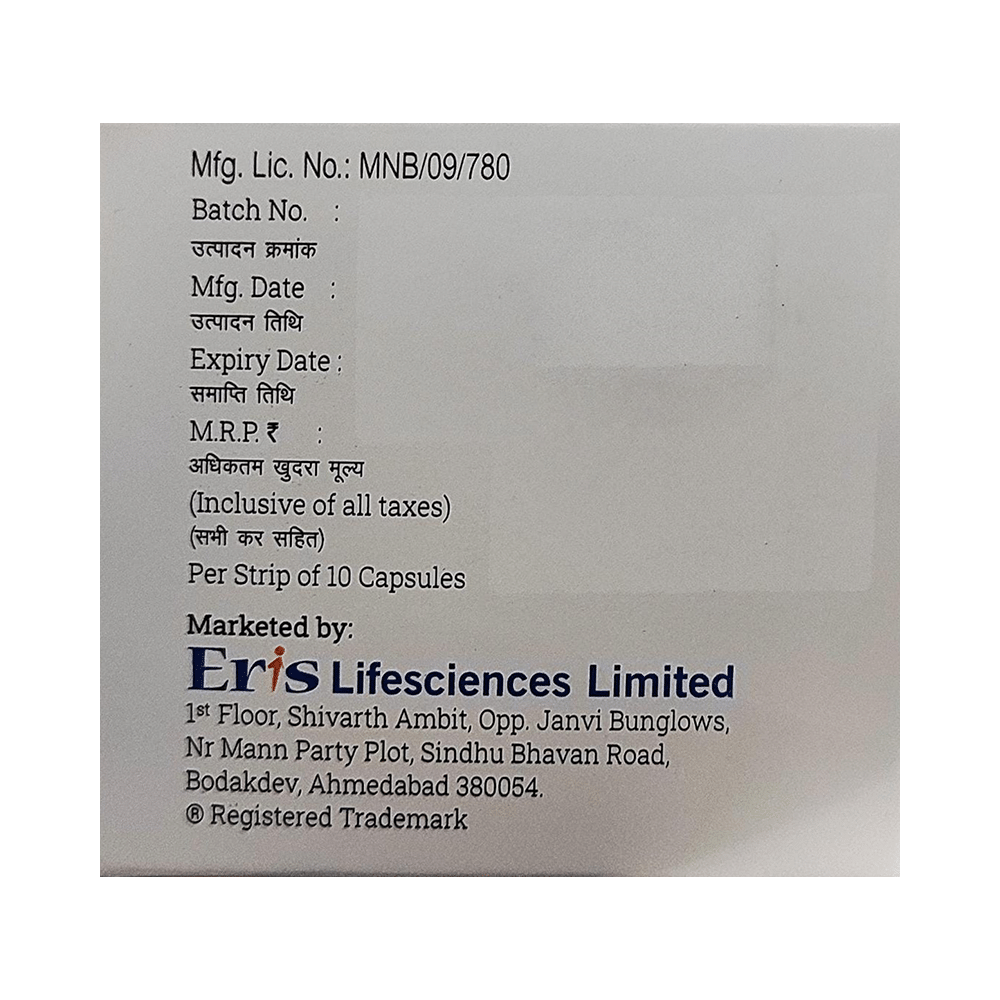 Mfg. Lic. No.: MNB/09/780
Batch No. :
उत्पादन क्रमांक
Mfg. Date :
उत्पादन तिथि
Expiry Date :
समाप्ति तिथि
M.R.P. ₹ :
अधिकतम खुदरा मूल्य
(Inclusive of all taxes)
(सभी कर सहित)
Per Strip of 10 Capsules
Marketed by:
Eris Lifesciences Limited
1st Floor, Shivarth Ambit, Opp. Janvi Bunglows,
Nr Mann Party Plot, Sindhu Bhavan Road,
Bodakdev, Ahmedabad 380054.
® Registered Trademark